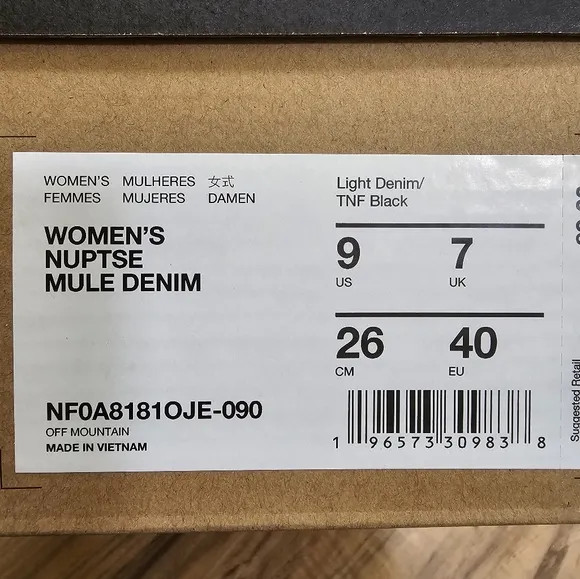 WOMEN'S MULHERES 女式
FEMMES MUJERES DAMEN
WOMEN'S
NUPTSE
MULE DENIM
NF0A8181OJE-090
OFF MOUNTAIN
MADE IN VIETNAM
Light Denim/
TNF Black
9 7
US UK
26 40
CM EU
1 96573 30983 8
Suggested Retail